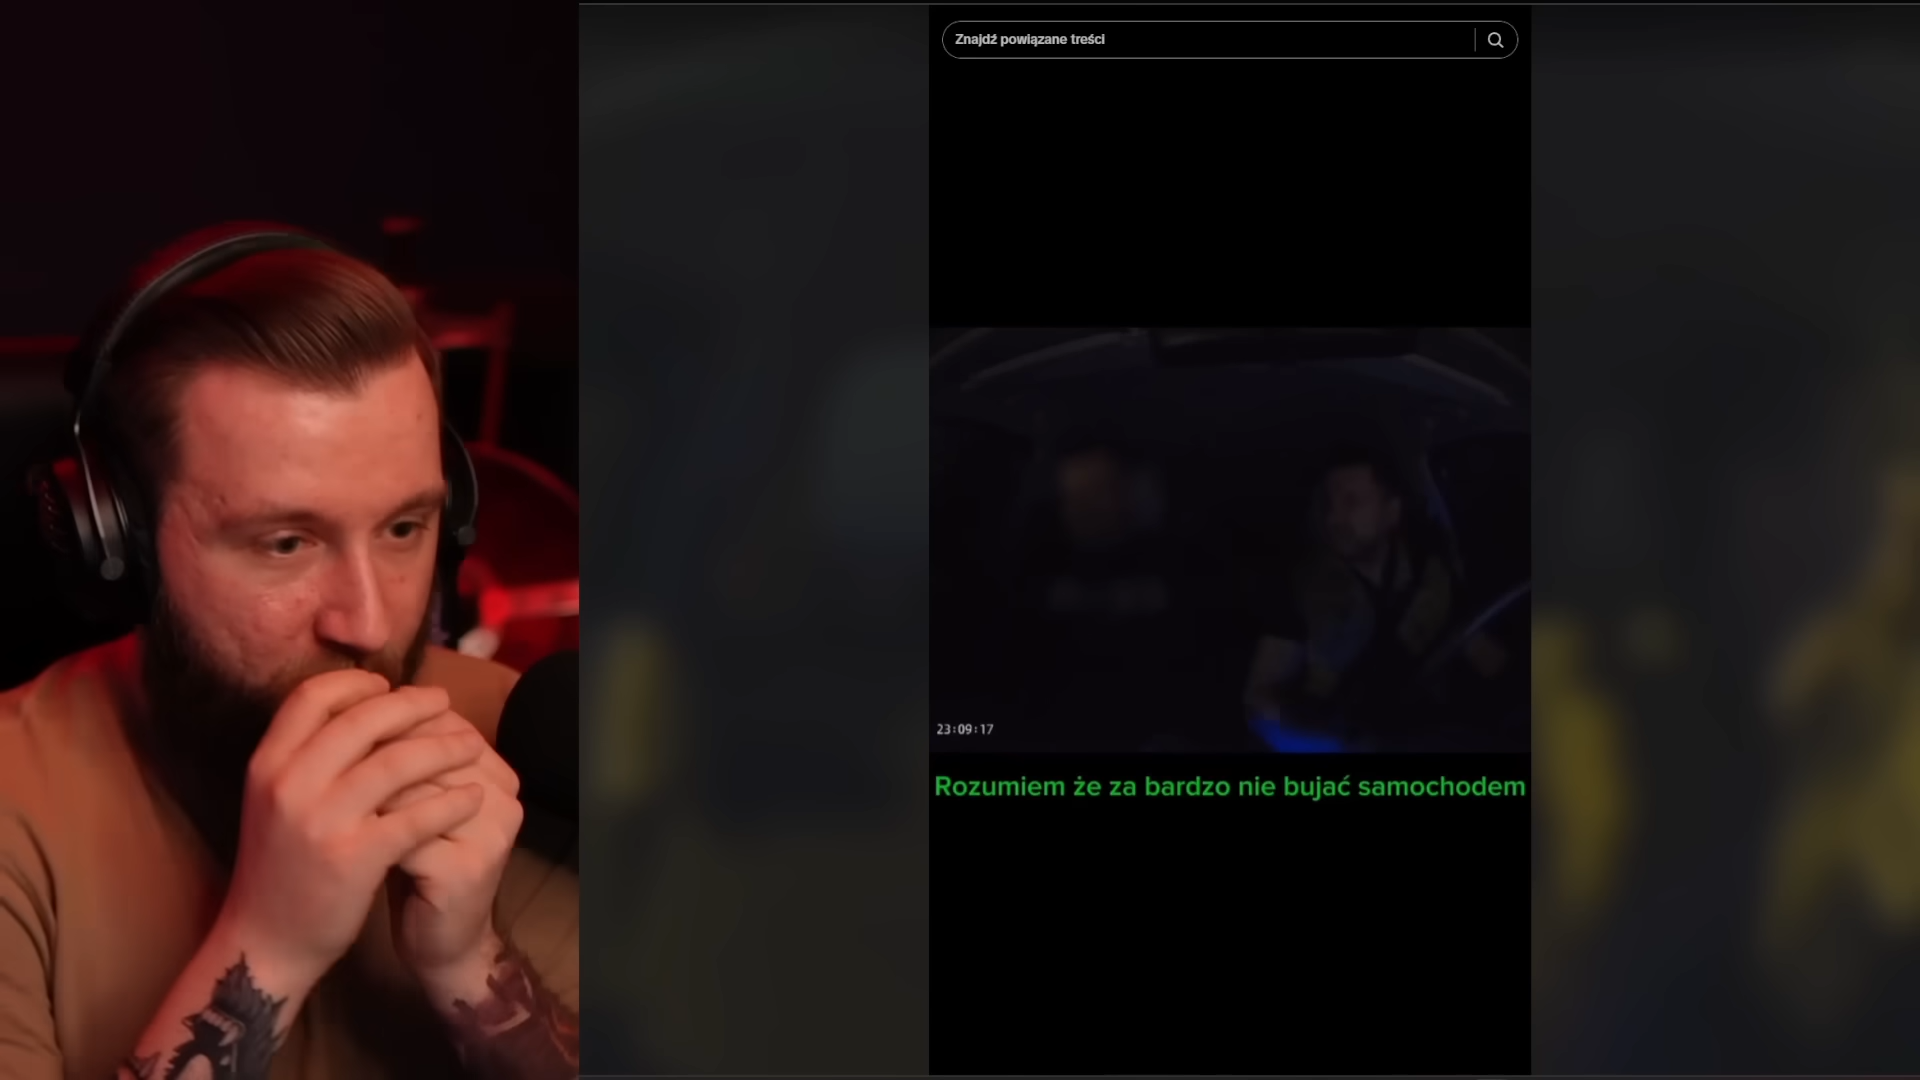 Znajdź powiązane treści
23:09:17
Rozumiem że za bardzo nie bujać samochodem